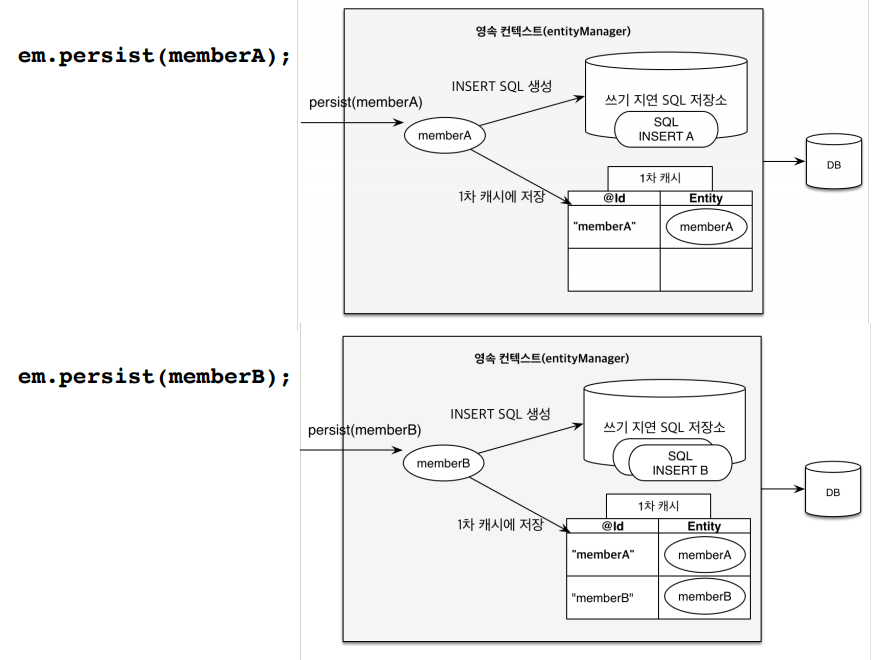 em.persist(memberA);
영속 컨텍스트(entityManager)
INSERT SQL 생성
persist(memberA)
쓰기 지연 SQL 저장소
SQL
INSERT A
memberA
DB
1차 캐시
1차 캐시에 저장
@Id Entity
"memberA" memberA
em.persist(memberB);
영속 컨텍스트(entityManager)
INSERT SQL 생성
persist(memberB)
쓰기 지연 SQL 저장소
SQL
INSERT B
memberB
DB
1차 캐시
1차 캐시에 저장
@Id Entity
"memberA" memberA
"memberB" memberB